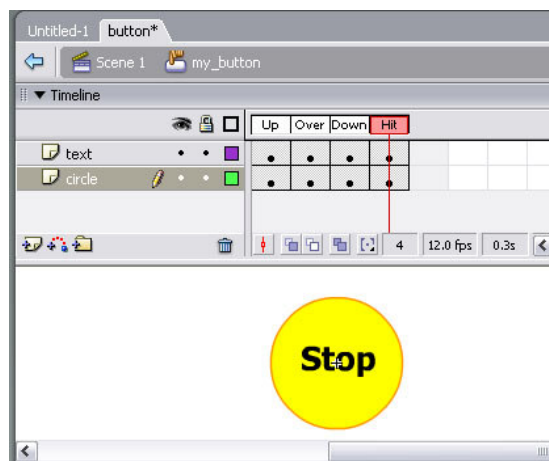 Untitled-1 button*
Scene 1 my_button
Timeline
Up Over Down Hit
text
circle
4 12.0 fps 0.3s
Stop